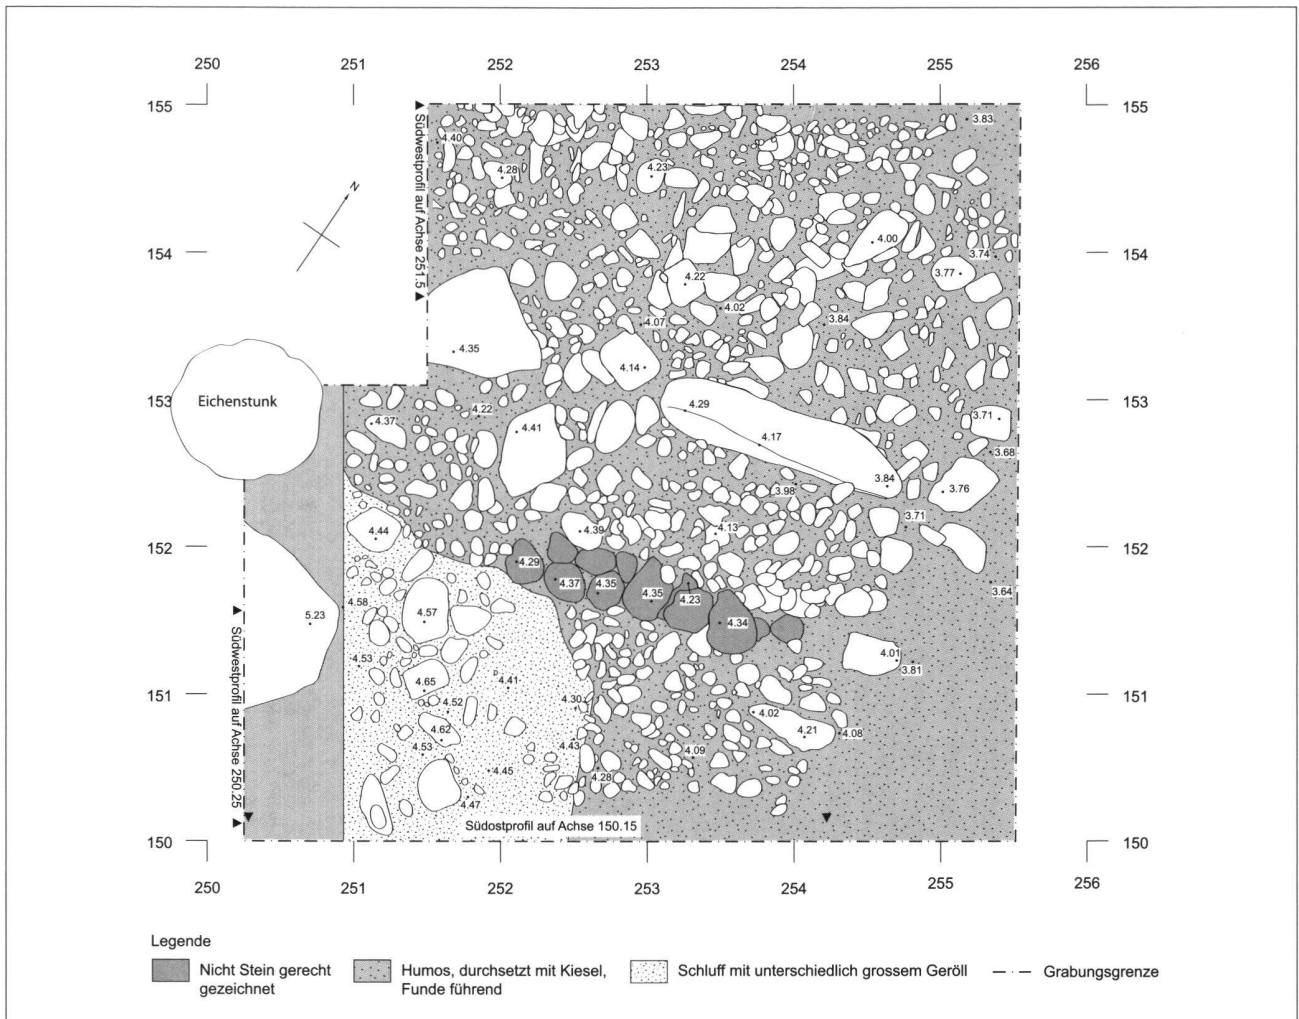 250 251 252 253 254 255 256
155 155
3.83
4.40
4.28 4.23
Südwestprofil auf Achse 251.5
N
4.00
154 3.74 154
3.77
4.22
4.02
4.07 3.84
4.35
4.14
Eichenstunk
153 153
4.29
4.22
4.37 4.41 3.71
4.17
3.68
3.84
3.98 3.76
3.71
4.44 4.39 4.13
152 152
4.29
4.37 4.35
4.35 3.64
4.58 4.23
5.23 4.57
4.34
4.01
4.53
3.81
4.65 4.41
151 151
4.52 4.30
4.02
4.62 4.21 4.08
4.53 4.43 4.09
4.45 4.28
4.47
Südwestprofil auf Achse 250.25
Südostprofil auf Achse 150.15
150 150
250 251 252 253 254 255 256
Legende
Nicht Stein gerecht
gezeichnet
Humos, durchsetzt mit Kiesel,
Funde führend
Schluff mit unterschiedlich grossem Geröll
Grabungsgrenze